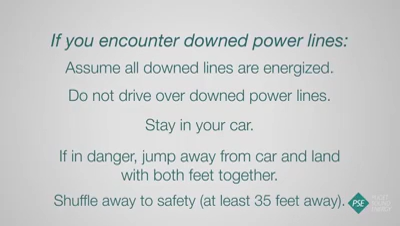 If you encounter downed power lines:
Assume all downed lines are energized.
Do not drive over downed power lines.
Stay in your car.
If in danger, jump away from car and land
with both feet together.
Shuffle away to safety (at least 35 feet away).
PSE